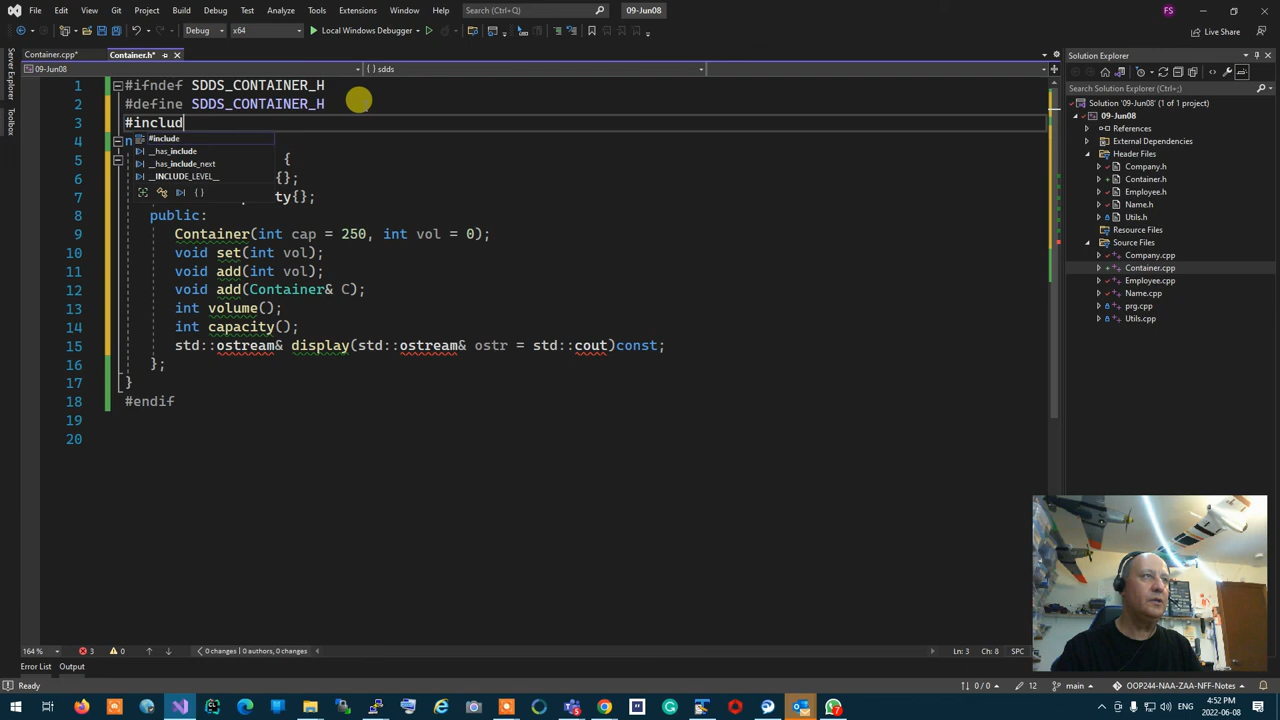 File Edit View Git Project Build Debug Test Analyze Tools Extensions Window Help Search (Ctrl+Q) 09-Jun08 FS
Debug x64 Local Windows Debugger Live Share
Server Explorer
Toolbox
Container.cpp* Container.h*
09-Jun08 {} sdds
1 #ifndef SDDS_CONTAINER_H
2 #define SDDS_CONTAINER_H
3 #includ
#include
__has_include
__has_include_next
__INCLUDE_LEVEL__
4 n
5 {
6 {};
7 ty{};
8 public:
9 Container(int cap = 250, int vol = 0);
10 void set(int vol);
11 void add(int vol);
12 void add(Container& C);
13 int volume();
14 int capacity();
15 std::ostream& display(std::ostream& ostr = std::cout)const;
16 };
17 }
18 #endif
19
20
Solution Explorer
Search Solution Explorer (Ctrl+;)
Solution '09-Jun08' (1 of 1 project)
09-Jun08
References
External Dependencies
Header Files
Company.h
Container.h
Employee.h
Name.h
Utils.h
Resource Files
Source Files
Company.cpp
Container.cpp
Employee.cpp
Name.cpp
prg.cpp
Utils.cpp
164 % 3 0 0 changes | 0 authors, 0 changes Ln: 3 Ch: 8 SPC
Error List Output
Ready 0 / 0 12 main OOP244-NAA-ZAA-NFF-Notes
4:52 PM
2022-06-08